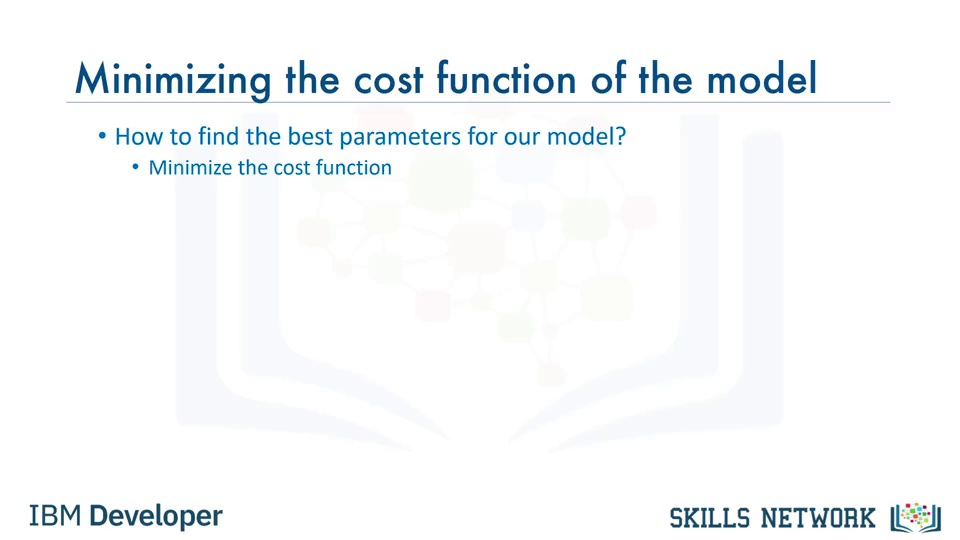 Minimizing the cost function of the model
• How to find the best parameters for our model?
• Minimize the cost function
IBM Developer
SKILLS NETWORK